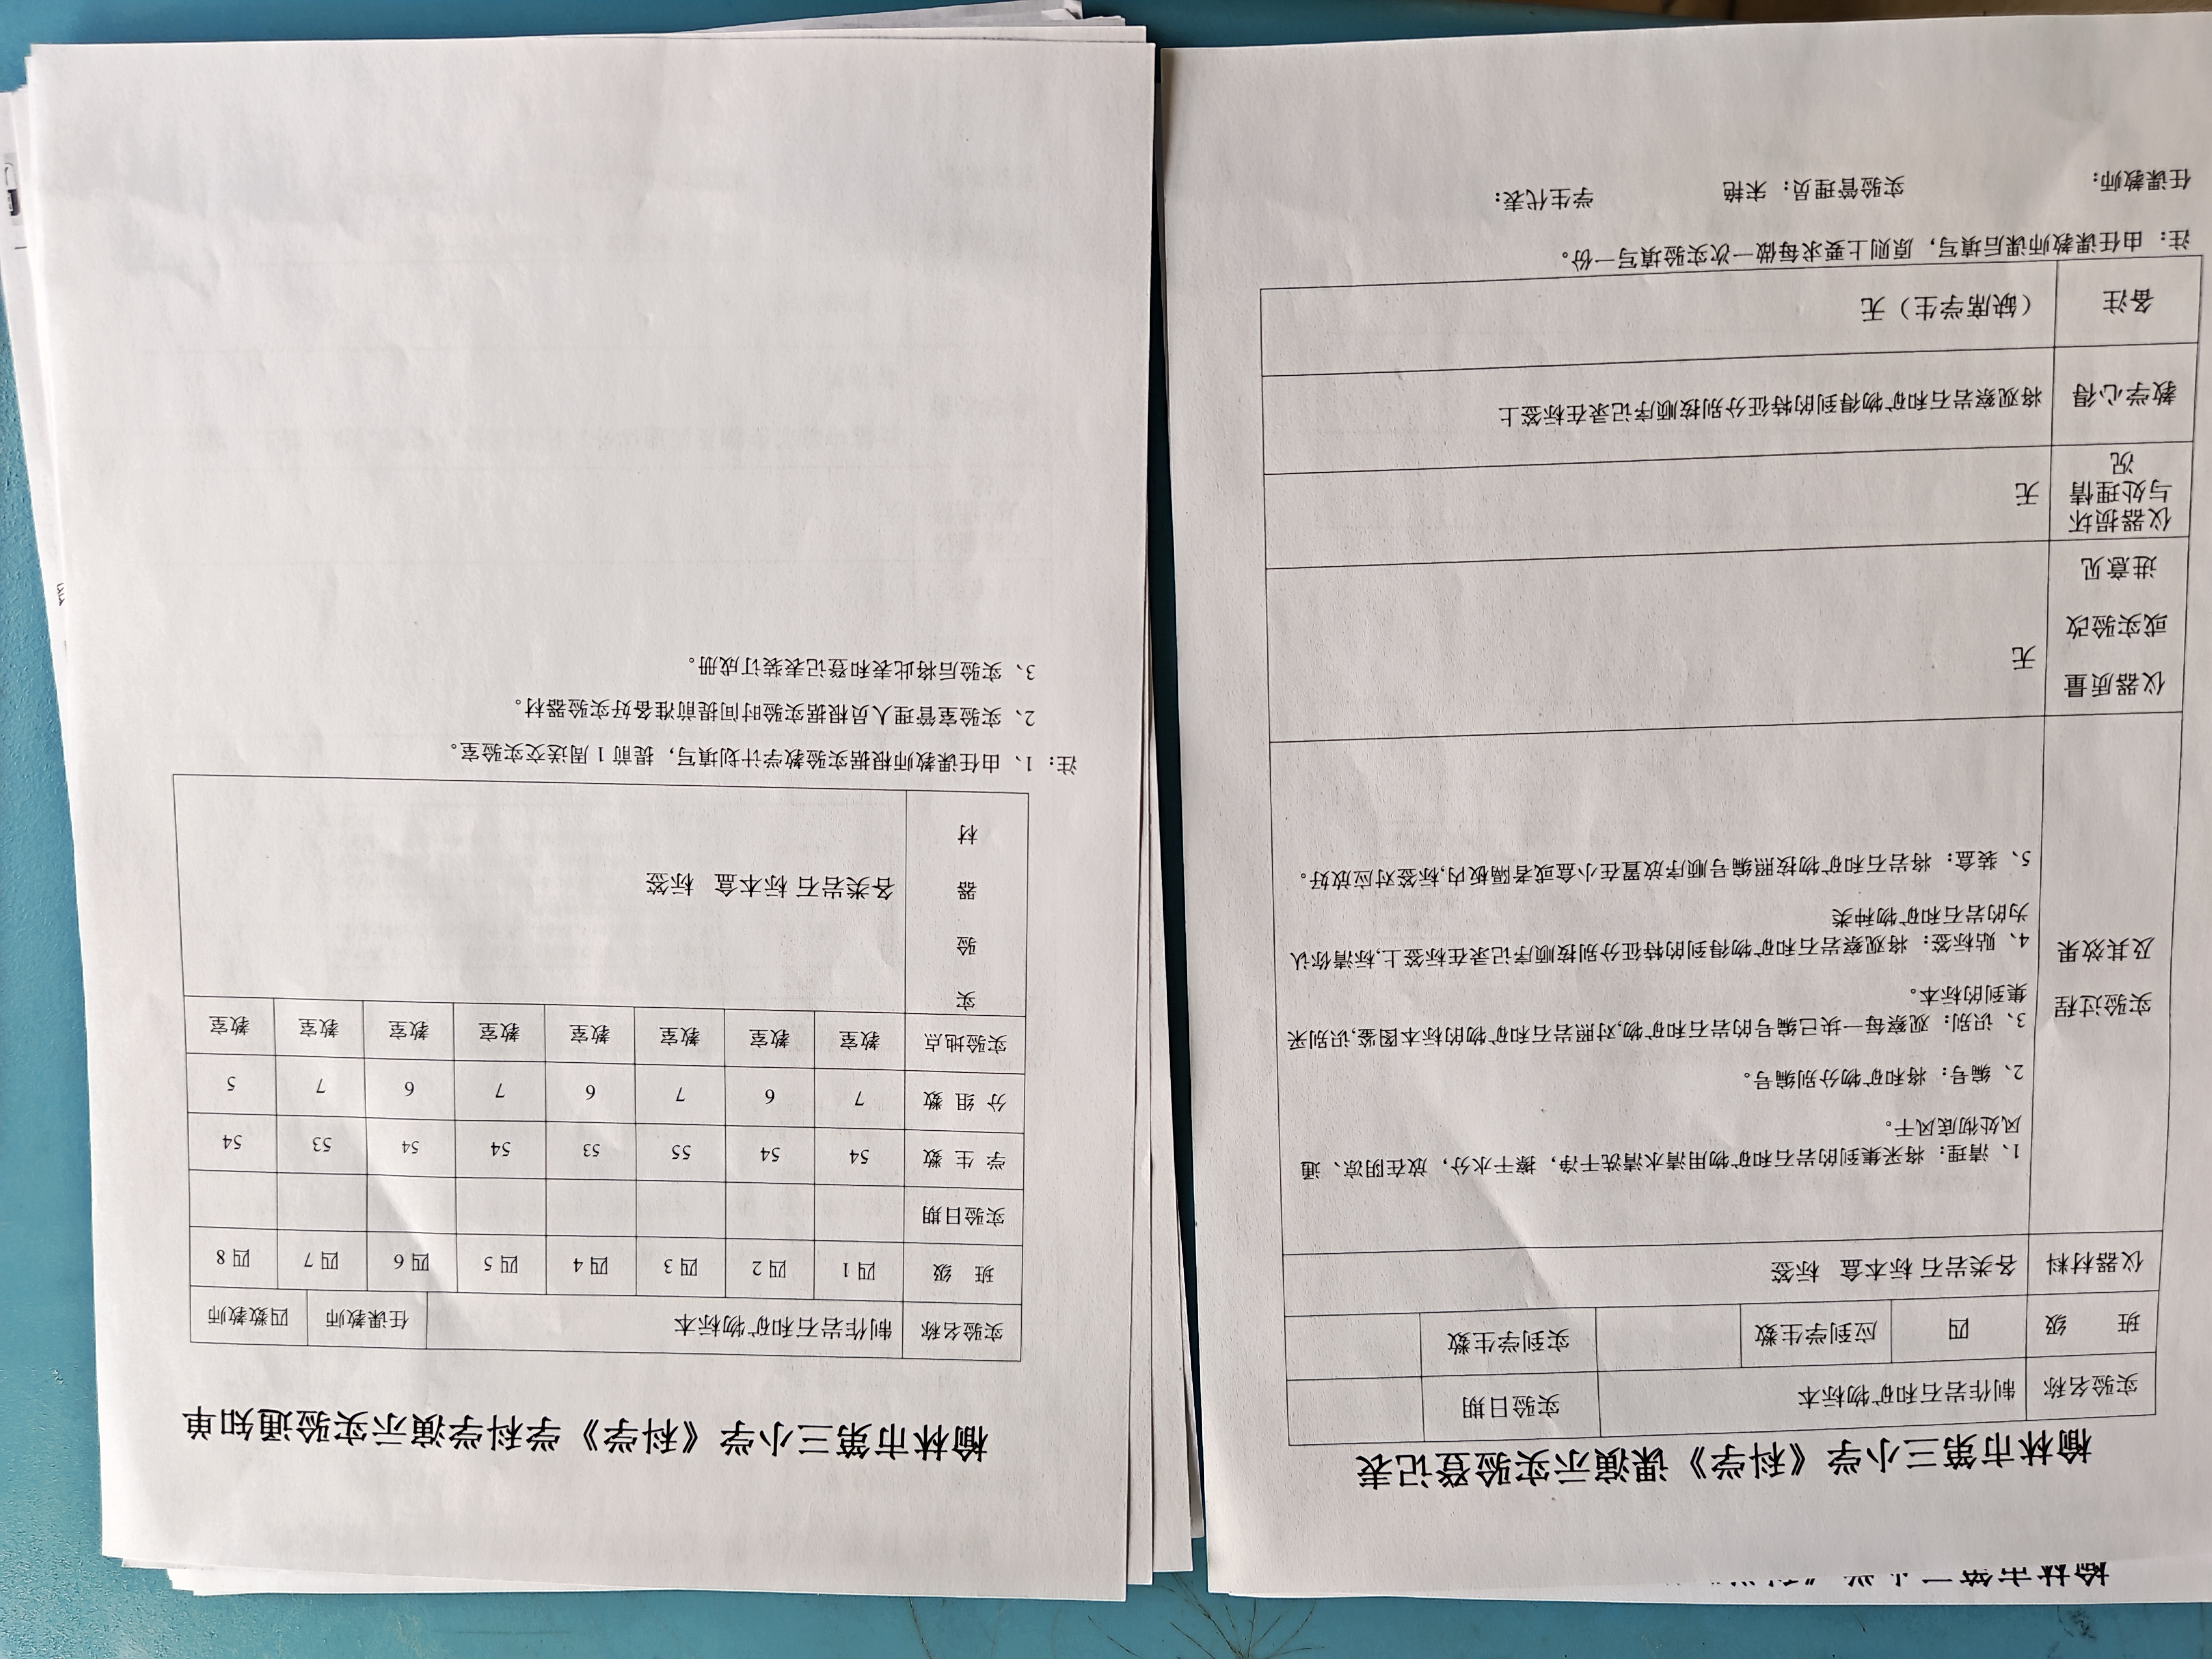 榆林市第三小学《科学》课演示实验登记表
实验名称 制作岩石和矿物标本 实验日期
班 级 四 应到学生数 实到学生数
仪器材料 各类岩石 标本盒 标签
实验过程
及其效果
1、清理：将采集到的岩石和矿物用清水清洗干净，擦干水分，放在阴凉、通
风处彻底风干。
2、编号：将和矿物分别编号。
3、识别：观察每一块已编号的岩石和矿物,对照岩石和矿物的标本图鉴,识别采
集到的标本。
4、贴标签：将观察岩石和矿物得到的特征分别按顺序记录在标签上,标清你认
为的岩石和矿物种类
5、装盒：将岩石和矿物按照编号顺序放置在小盒或者隔板内,标签对应放好。
仪器质量
或实验改
进意见
无
仪器损坏
与处理情
况
无
教学心得 将观察岩石和矿物得到的特征分别按顺序记录在标签上
备注 （缺席学生）无
注：由任课教师课后填写，原则上要求每做一次实验填写一份。
任课教师： 实验管理员：宋艳 学生代表：
榆林市第三小学《科学》学科学演示实验通知单
实验名称 制作岩石和矿物标本 任课教师 四数教师
班 级 四1 四2 四3 四4 四5 四6 四7 四8
实验日期
学 生 数 54 54 55 53 54 54 53 54
分 组 数 7 6 7 6 7 6 7 5
实验地点 教室 教室 教室 教室 教室 教室 教室 教室
实
验
器
材
各类岩石 标本盒 标签
注：1、由任课教师根据实验教学计划填写，提前1周送交实验室。
2、实验室管理人员根据实验时间提前准备好实验器材。
3、实验后将此表和登记表装订成册。